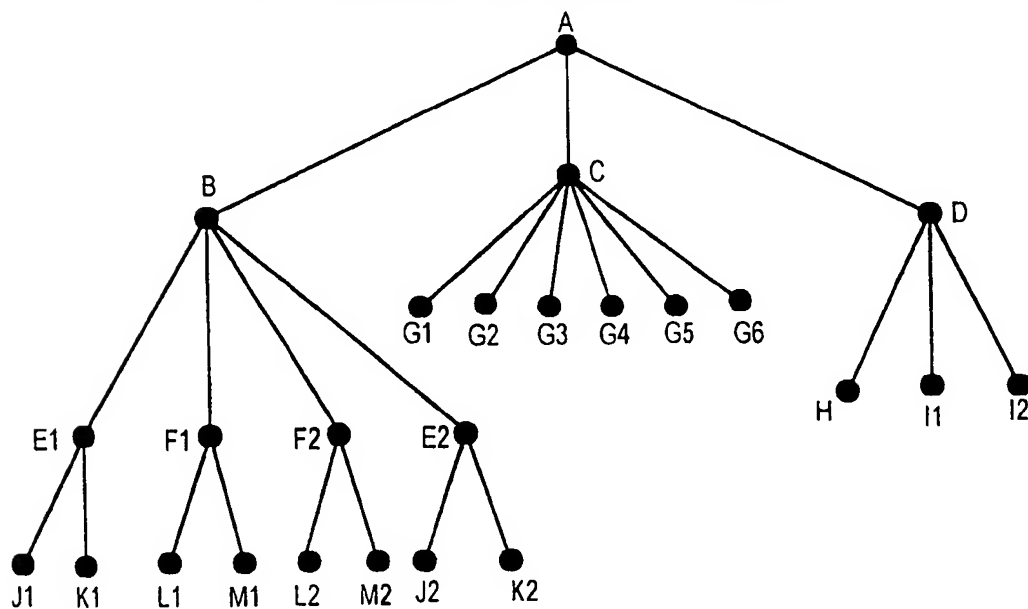 A
B
C
D
G1 G2 G3 G4 G5 G6
H I1 I2
E1 F1 F2 E2
J1 K1 L1 M1 L2 M2 J2 K2